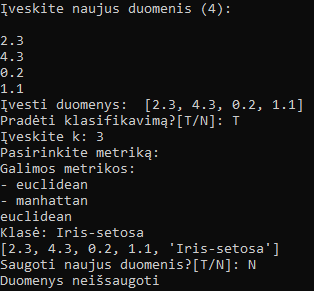 Įveskite naujus duomenis (4):
2.3
4.3
0.2
1.1
Įvesti duomenys:  [2.3, 4.3, 0.2, 1.1]
Pradėti klasifikavimą?[T/N]: T
Įveskite k: 3
Pasirinkite metriką:
Galimos metrikos:
- euclidean
- manhattan
euclidean
Klasė: Iris-setosa
[2.3, 4.3, 0.2, 1.1, 'Iris-setosa']
Saugoti naujus duomenis?[T/N]: N
Duomenys neišsaugoti